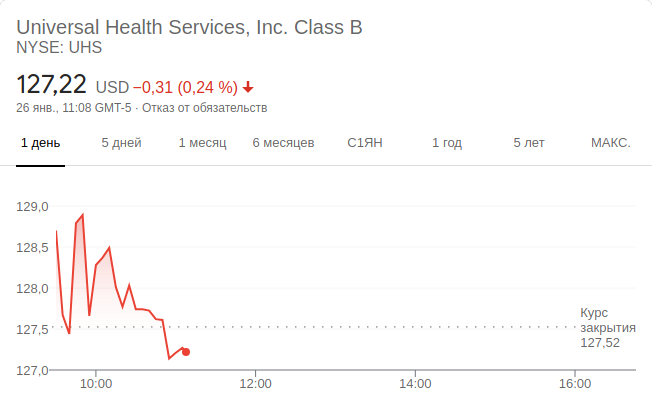 Universal Health Services, Inc. Class B
NYSE: UHS
127,22 USD −0,31 (0,24 %)
26 янв., 11:08 GMT-5 · Отказ от обязательств
1 день 5 дней 1 месяц 6 месяцев С1ЯН 1 год 5 лет МАКС.
129,0
128,5
128,0
127,5
127,0
Курс
закрытия
127,52
10:00 12:00 14:00 16:00